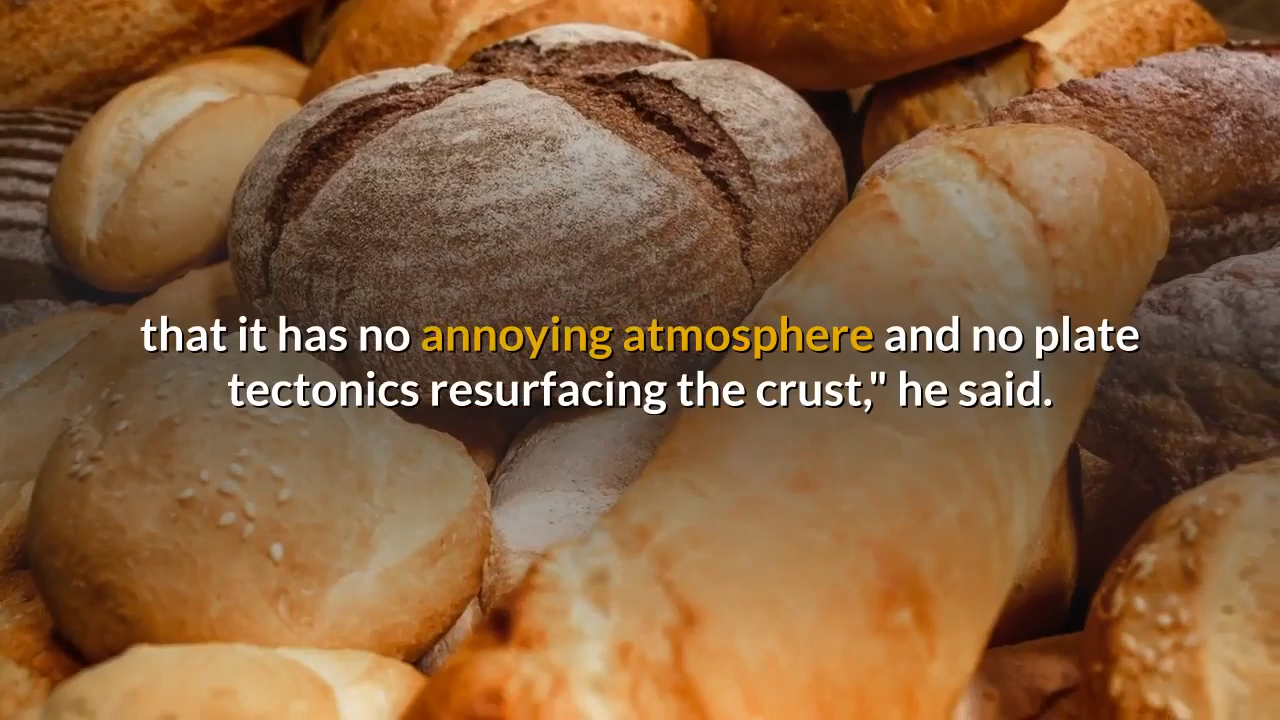 that it has no annoying atmosphere and no plate
tectonics resurfacing the crust," he said.